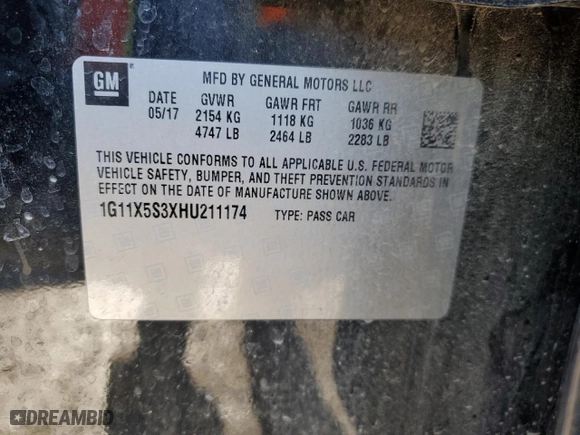 GM
MFD BY GENERAL MOTORS LLC
DATE GVWR GAWR FRT GAWR RR
05/17 2154 KG 1118 KG 1036 KG
4747 LB 2464 LB 2283 LB
THIS VEHICLE CONFORMS TO ALL APPLICABLE U.S. FEDERAL MOTOR
VEHICLE SAFETY, BUMPER, AND THEFT PREVENTION STANDARDS IN
EFFECT ON THE DATE OF MANUFACTURE SHOWN ABOVE.
1G11X5S3XHU211174 TYPE: PASS CAR
DREAMBID